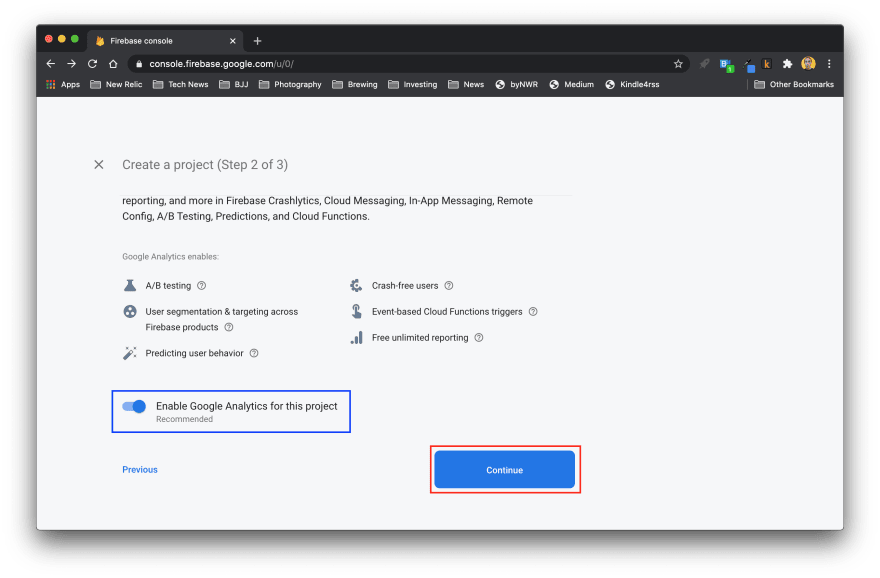 Firebase console
console.firebase.google.com/u/0/
Apps New Relic Tech News BJJ Photography Brewing Investing News byNWR Medium Kindle4rss Other Bookmarks
Create a project (Step 2 of 3)
reporting, and more in Firebase Crashlytics, Cloud Messaging, In-App Messaging, Remote
Config, A/B Testing, Predictions, and Cloud Functions.
Google Analytics enables:
A/B testing
Crash-free users
User segmentation & targeting across
Firebase products
Event-based Cloud Functions triggers
Free unlimited reporting
Predicting user behavior
Enable Google Analytics for this project
Recommended
Previous
Continue